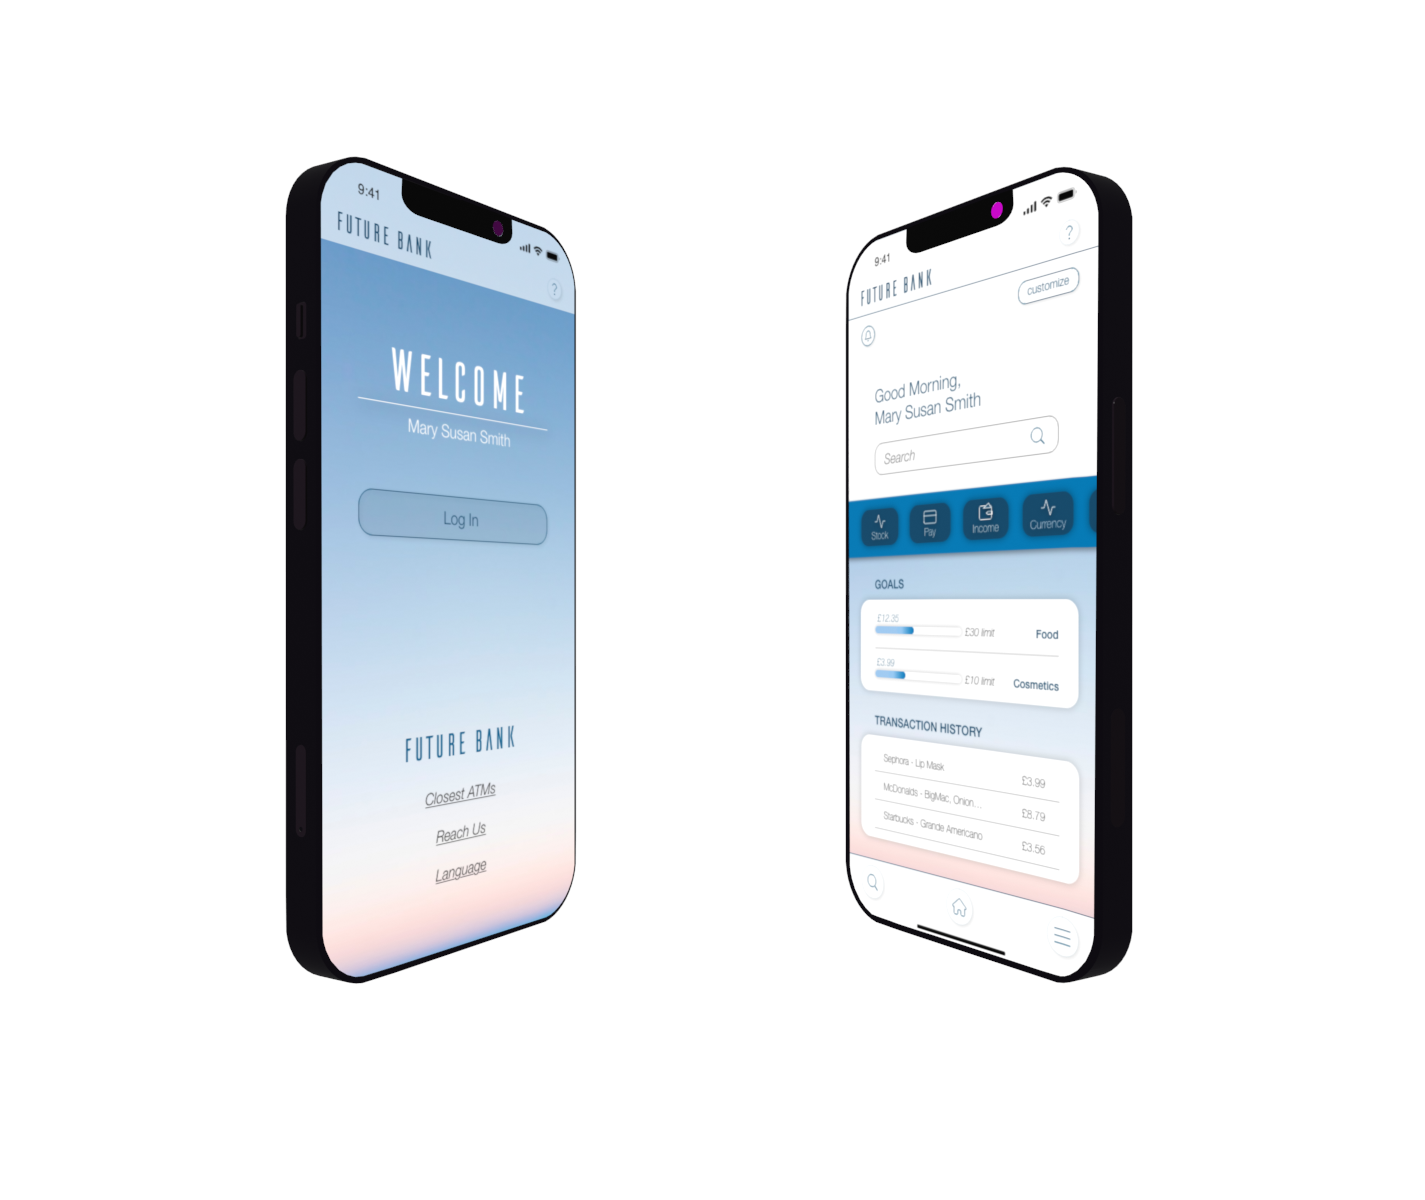 9:41
FUTURE BANK
?
WELCOME
Mary Susan Smith
Log In
FUTURE BANK
Closest ATMs
Reach Us
Language
9:41
?
FUTURE BANK
customize
Good Morning,
Mary Susan Smith
Search
Stock
Pay
Income
Currency
GOALS
£12.35
£30 limit
Food
£3.99
£10 limit
Cosmetics
TRANSACTION HISTORY
Sephora - Lip Mask
£3.99
McDonalds - BigMac, Onion...
£8.79
Starbucks - Grande Americano
£3.56